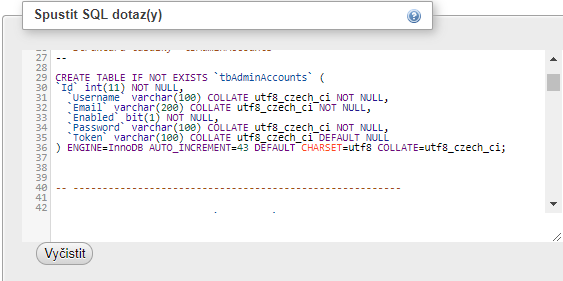 Spustit SQL dotaz(y)
27 --
28
29 CREATE TABLE IF NOT EXISTS `tbAdminAccounts` (
30 `Id` int(11) NOT NULL,
31 `Username` varchar(100) COLLATE utf8_czech_ci NOT NULL,
32 `Email` varchar(200) COLLATE utf8_czech_ci NOT NULL,
33 `Enabled` bit(1) NOT NULL,
34 `Password` varchar(100) COLLATE utf8_czech_ci NOT NULL,
35 `Token` varchar(100) COLLATE utf8_czech_ci DEFAULT NULL
36 ) ENGINE=InnoDB AUTO_INCREMENT=43 DEFAULT CHARSET=utf8 COLLATE=utf8_czech_ci;
37
38
39
40 -- --------------------------------------------------------
41
42
Vyčistit